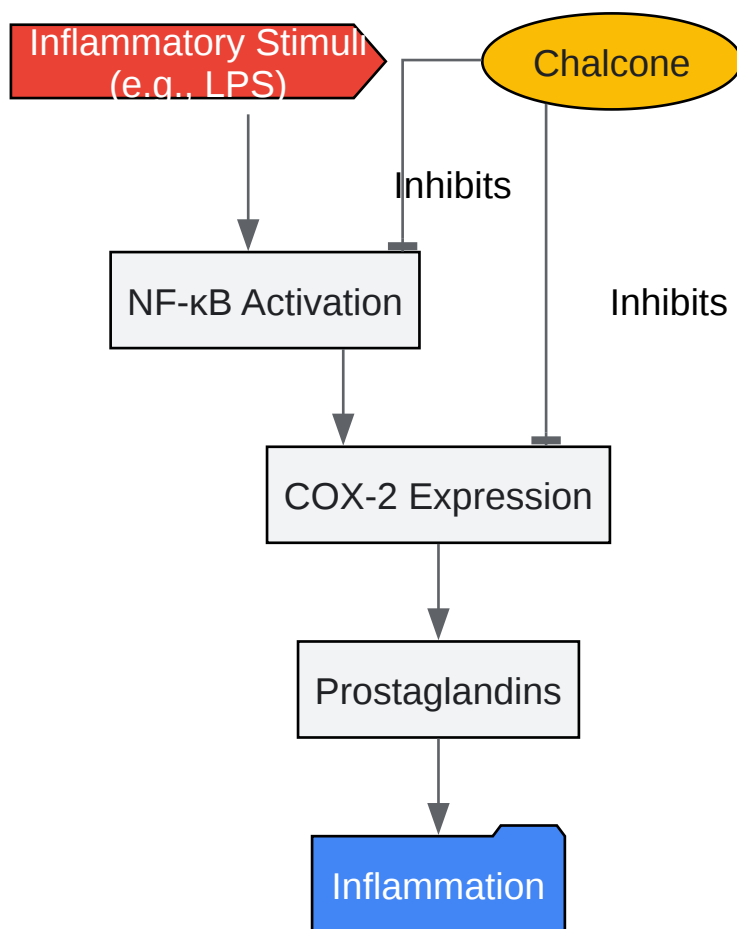 Inflammatory Stimuli
(e.g., LPS)
Chalcone
Inhibits
NF-κB Activation
Inhibits
COX-2 Expression
Prostaglandins
Inflammation